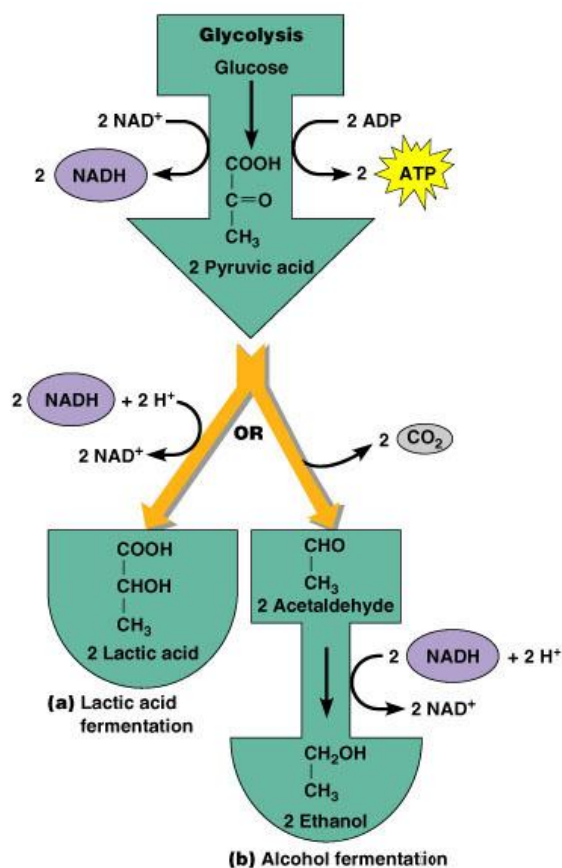 Glycolysis
Glucose
2 NAD⁺
2 ADP
2 NADH
2 ATP
COOH
C=O
CH₃
2 Pyruvic acid
2 NADH + 2 H⁺
2 NAD⁺
OR
2 CO₂
COOH
CHOH
CH₃
2 Lactic acid
(a) Lactic acid
fermentation
CHO
CH₃
2 Acetaldehyde
2 NADH + 2 H⁺
2 NAD⁺
CH₂OH
CH₃
2 Ethanol
(b) Alcohol fermentation